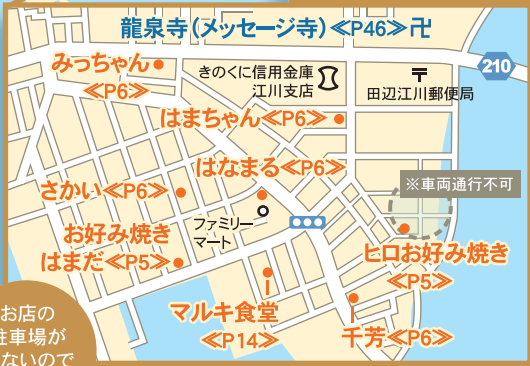 龍泉寺(メッセージ寺)≪P46≫卍
みっちゃん
≪P6≫
きのくに信用金庫
江川支店
〒
田辺江川郵便局
210
はまちゃん≪P6≫
はなまる≪P6≫
※車両通行不可
さかい≪P6≫
ファミリー
マート
お好み焼き
はまだ≪P5≫
ヒロお好み焼き
≪P5≫
マルキ食堂
≪P14≫
千芳≪P6≫
お店の
駐車場が
ないので